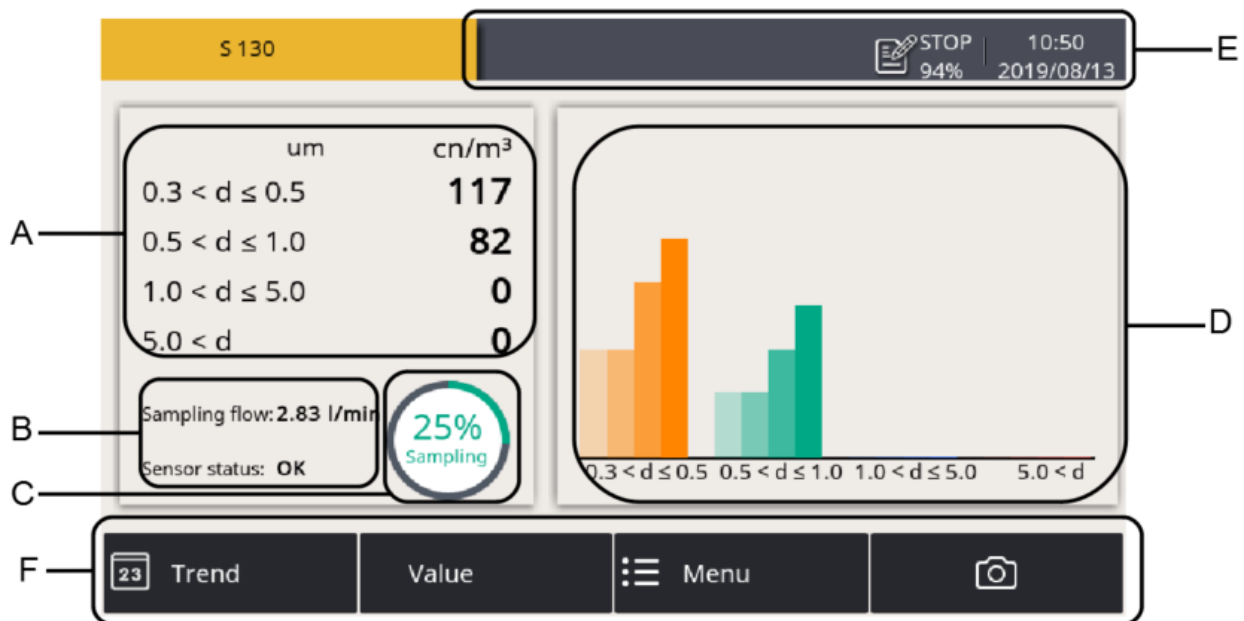 S 130
STOP
94%
10:50
2019/08/13
E
um cn/m³
0.3 < d ≤ 0.5 117
0.5 < d ≤ 1.0 82
1.0 < d ≤ 5.0 0
5.0 < d 0
A
Sampling flow: 2.83 l/min
Sensor status: OK
B
25%
Sampling
C
0.3 < d ≤ 0.5 0.5 < d ≤ 1.0 1.0 < d ≤ 5.0 5.0 < d
D
F
23 Trend
Value
Menu